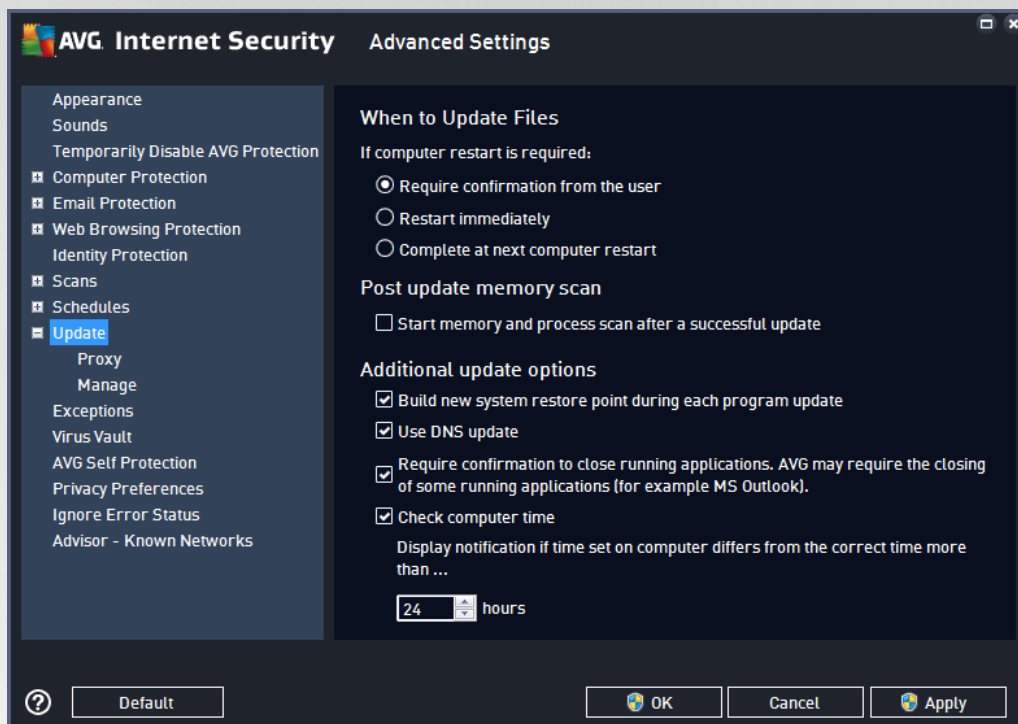 AVG. Internet Security Advanced Settings
Appearance
Sounds
Temporarily Disable AVG Protection
Computer Protection
Email Protection
Web Browsing Protection
Identity Protection
Scans
Schedules
Update
Proxy
Manage
Exceptions
Virus Vault
AVG Self Protection
Privacy Preferences
Ignore Error Status
Advisor - Known Networks
When to Update Files
If computer restart is required:
Require confirmation from the user
Restart immediately
Complete at next computer restart
Post update memory scan
Start memory and process scan after a successful update
Additional update options
Build new system restore point during each program update
Use DNS update
Require confirmation to close running applications. AVG may require the closing
of some running applications (for example MS Outlook).
Check computer time
Display notification if time set on computer differs from the correct time more
than ...
24 hours
? Default OK Cancel Apply